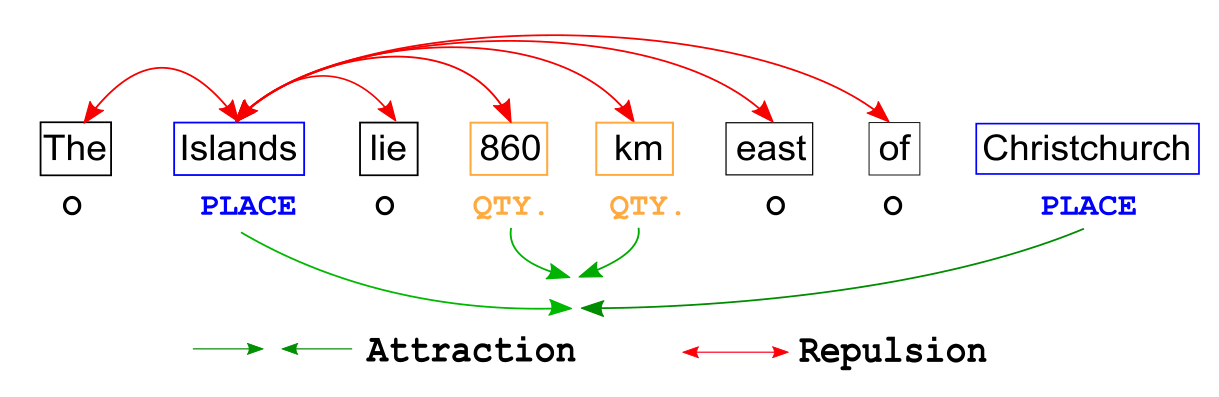 The Islands lie 860 km east of Christchurch
O PLACE O QTY. QTY. O O PLACE
Attraction Repulsion